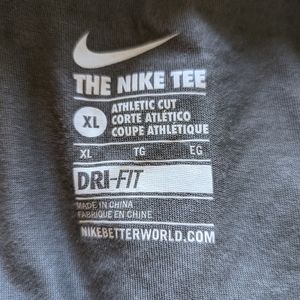 THE NIKE TEE
XL
ATHLETIC CUT
CORTE ATLÉTICO
COUPE ATHLÉTIQUE
XL TG EG
DRI-FIT
MADE IN CHINA
FABRIQUÉ EN CHINE
NIKEBETTERWORLD.COM